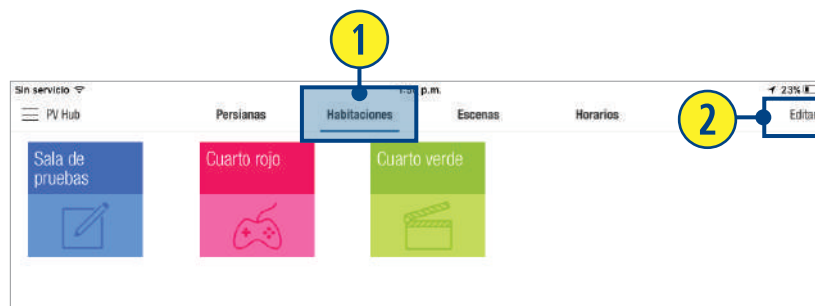 1
Sin servicio
p.m.
23%
PV Hub
Persianas
Habitaciones
Escenas
Horarios
2
Editar
Sala de
pruebas
Cuarto rojo
Cuarto verde